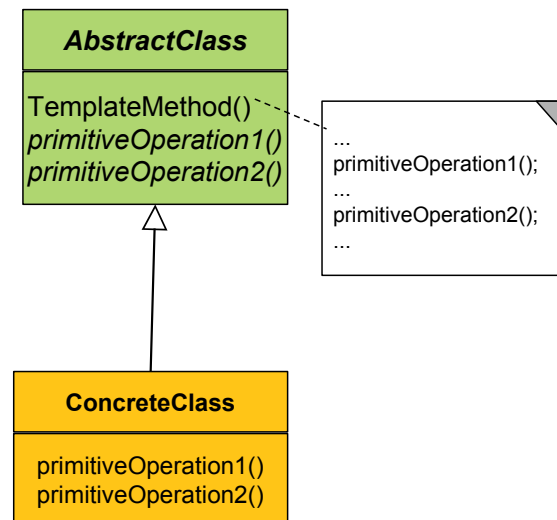 AbstractClass
TemplateMethod()
primitiveOperation1()
primitiveOperation2()
...
primitiveOperation1();
...
primitiveOperation2();
...
ConcreteClass
primitiveOperation1()
primitiveOperation2()